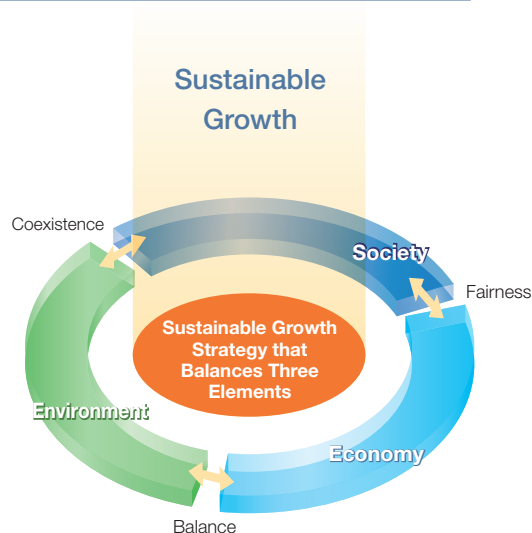 Sustainable
Growth
Coexistence
Society
Fairness
Sustainable Growth
Strategy that
Balances Three
Elements
Environment
Economy
Balance